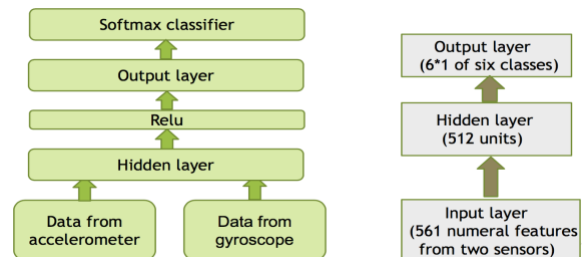 Softmax classifier
Output layer
Relu
Hidden layer
Data from
accelerometer
Data from
gyroscope
Output layer
(6*1 of six classes)
Hidden layer
(512 units)
Input layer
(561 numeral features
from two sensors)